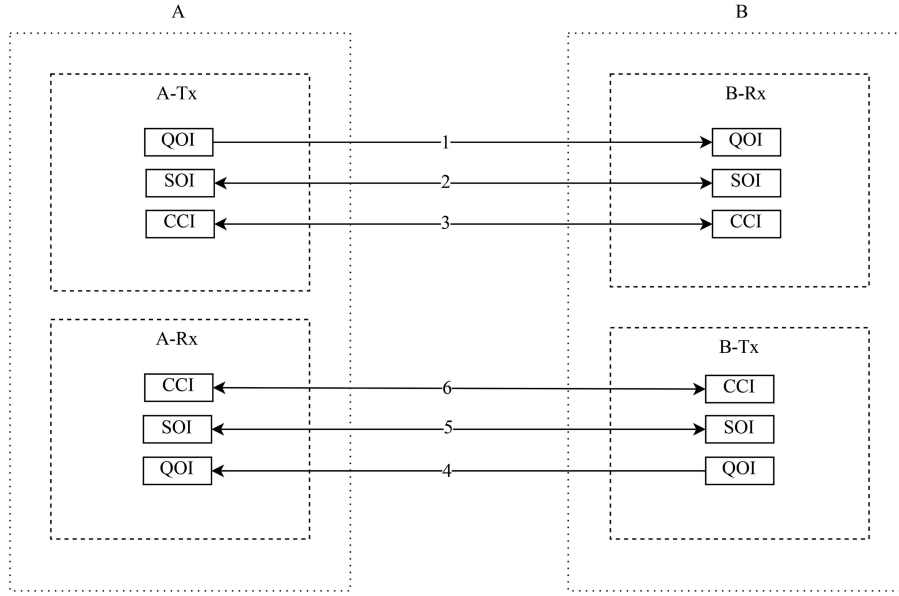 A B
A-Tx B-Rx
QOI 1 QOI
SOI 2 SOI
CCI 3 CCI
A-Rx B-Tx
CCI 6 CCI
SOI 5 SOI
QOI 4 QOI